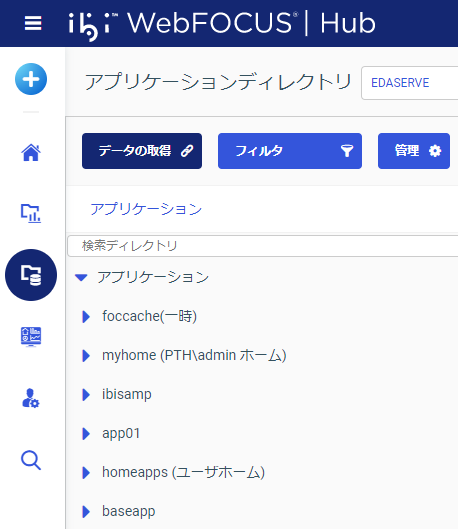 ibi™ WebFOCUS® | Hub
アプリケーションディレクトリ EDASERVE
データの取得 フィルタ 管理
アプリケーション
検索ディレクトリ
アプリケーション
foccache(一時)
myhome (PTH\admin ホーム)
ibisamp
app01
homeapps (ユーザホーム)
baseapp